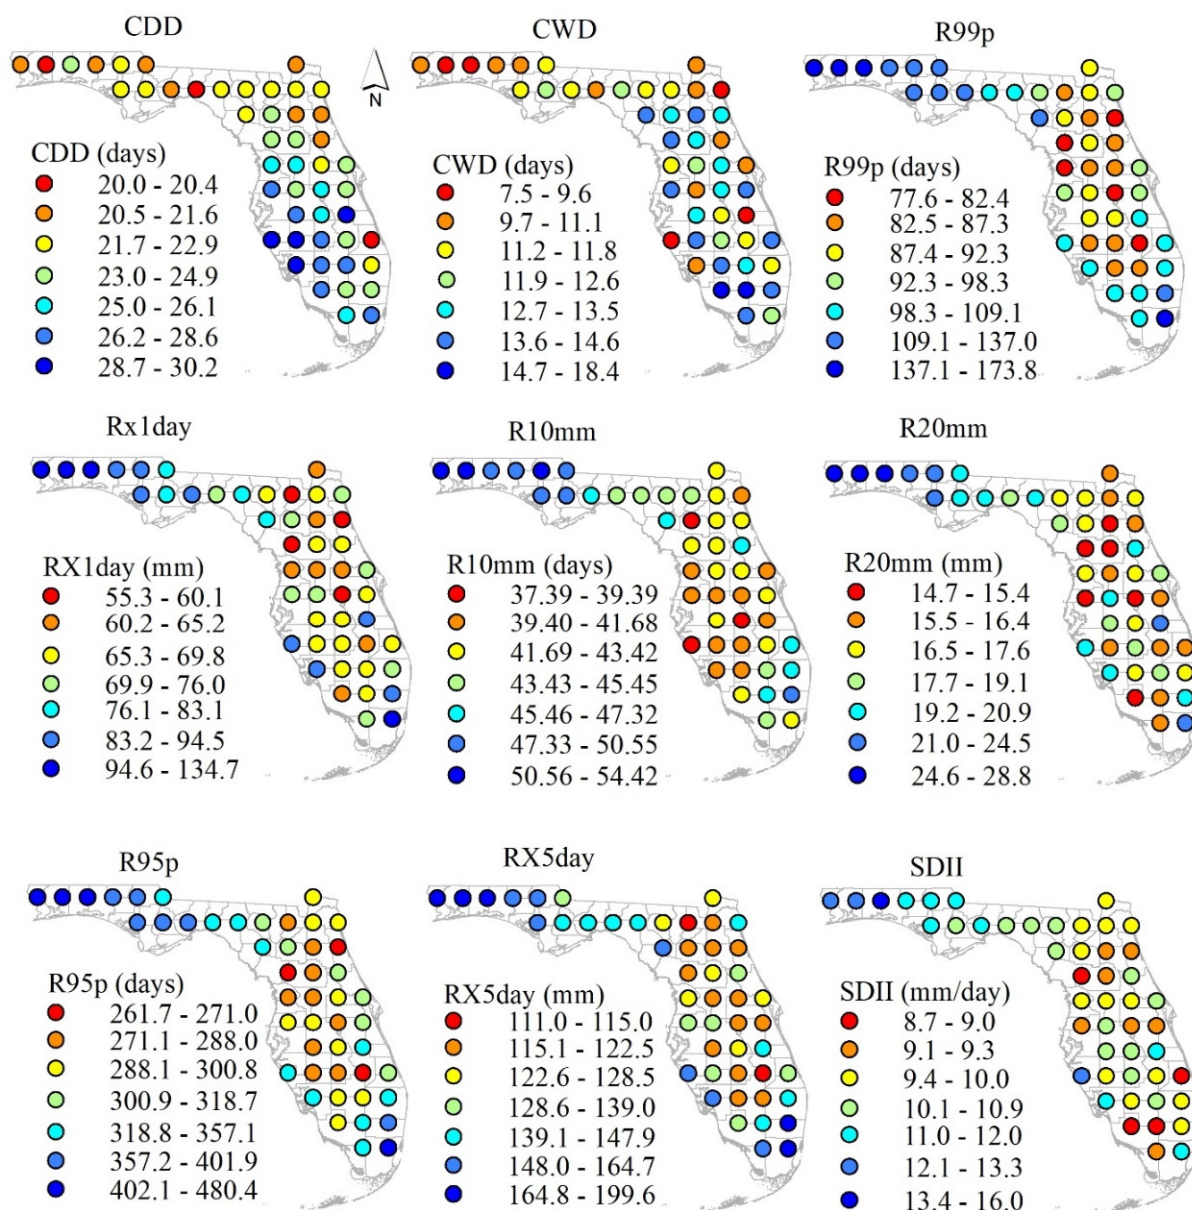 CDD
CDD (days)
20.0 - 20.4
20.5 - 21.6
21.7 - 22.9
23.0 - 24.9
25.0 - 26.1
26.2 - 28.6
28.7 - 30.2
N
CWD
CWD (days)
7.5 - 9.6
9.7 - 11.1
11.2 - 11.8
11.9 - 12.6
12.7 - 13.5
13.6 - 14.6
14.7 - 18.4
R99p
R99p (days)
77.6 - 82.4
82.5 - 87.3
87.4 - 92.3
92.3 - 98.3
98.3 - 109.1
109.1 - 137.0
137.1 - 173.8
Rx1day
RX1day (mm)
55.3 - 60.1
60.2 - 65.2
65.3 - 69.8
69.9 - 76.0
76.1 - 83.1
83.2 - 94.5
94.6 - 134.7
R10mm
R10mm (days)
37.39 - 39.39
39.40 - 41.68
41.69 - 43.42
43.43 - 45.45
45.46 - 47.32
47.33 - 50.55
50.56 - 54.42
R20mm
R20mm (mm)
14.7 - 15.4
15.5 - 16.4
16.5 - 17.6
17.7 - 19.1
19.2 - 20.9
21.0 - 24.5
24.6 - 28.8
R95p
R95p (days)
261.7 - 271.0
271.1 - 288.0
288.1 - 300.8
300.9 - 318.7
318.8 - 357.1
357.2 - 401.9
402.1 - 480.4
RX5day
RX5day (mm)
111.0 - 115.0
115.1 - 122.5
122.6 - 128.5
128.6 - 139.0
139.1 - 147.9
148.0 - 164.7
164.8 - 199.6
SDII
SDII (mm/day)
8.7 - 9.0
9.1 - 9.3
9.4 - 10.0
10.1 - 10.9
11.0 - 12.0
12.1 - 13.3
13.4 - 16.0